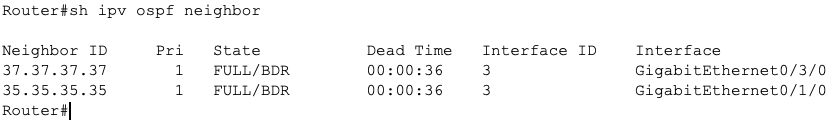 Router#sh ipv ospf neighbor
Neighbor ID     Pri   State           Dead Time   Interface ID    Interface
37.37.37.37       1   FULL/BDR        00:00:36    3               GigabitEthernet0/3/0
35.35.35.35       1   FULL/BDR        00:00:36    3               GigabitEthernet0/1/0
Router#